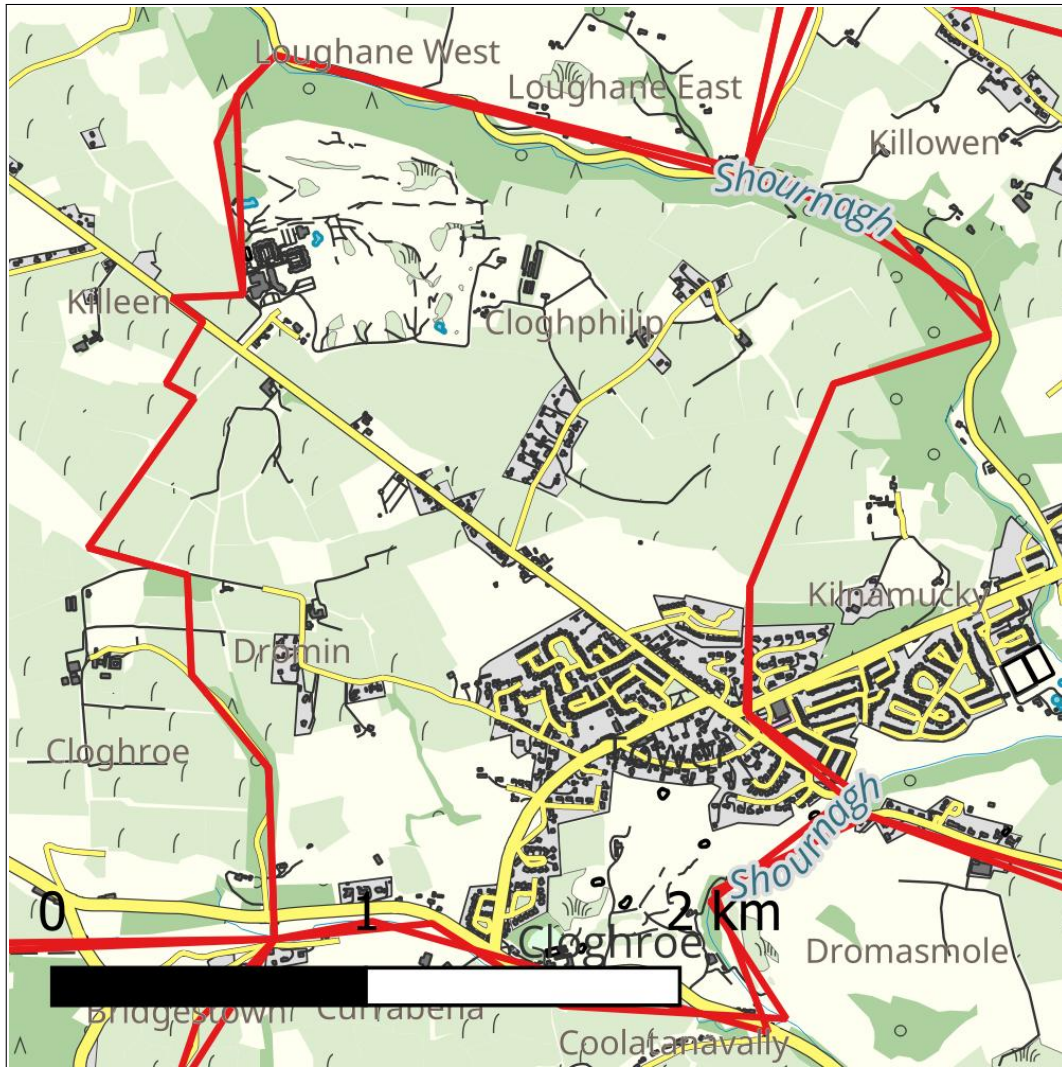 Loughane West
Loughane East
Killowen
Shournagh
Killeen
Cloghphilip
Kilnamucky
Dromin
Cloghroe
Tower
Shournagh
0 1 2 km
Cloghroe
Dromasmole
Bridgestown
Currabeha
Coolatanavally